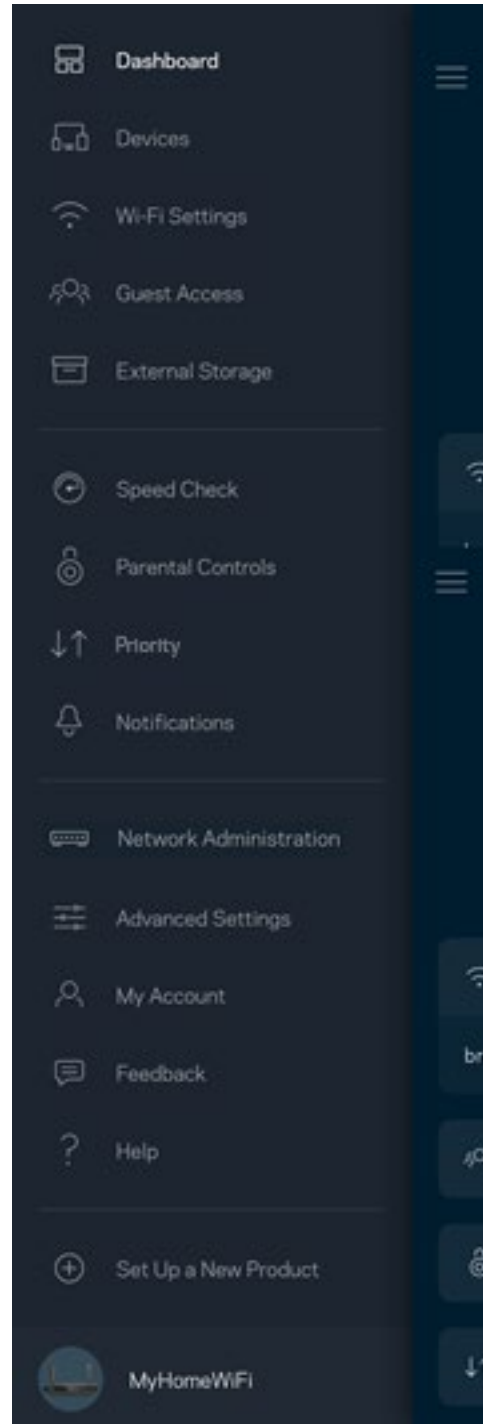 Dashboard
Devices
Wi-Fi Settings
Guest Access
External Storage
Speed Check
Parental Controls
Priority
Notifications
Network Administration
Advanced Settings
br
My Account
Feedback
Help
Set Up a New Product
MyHomeWiFi